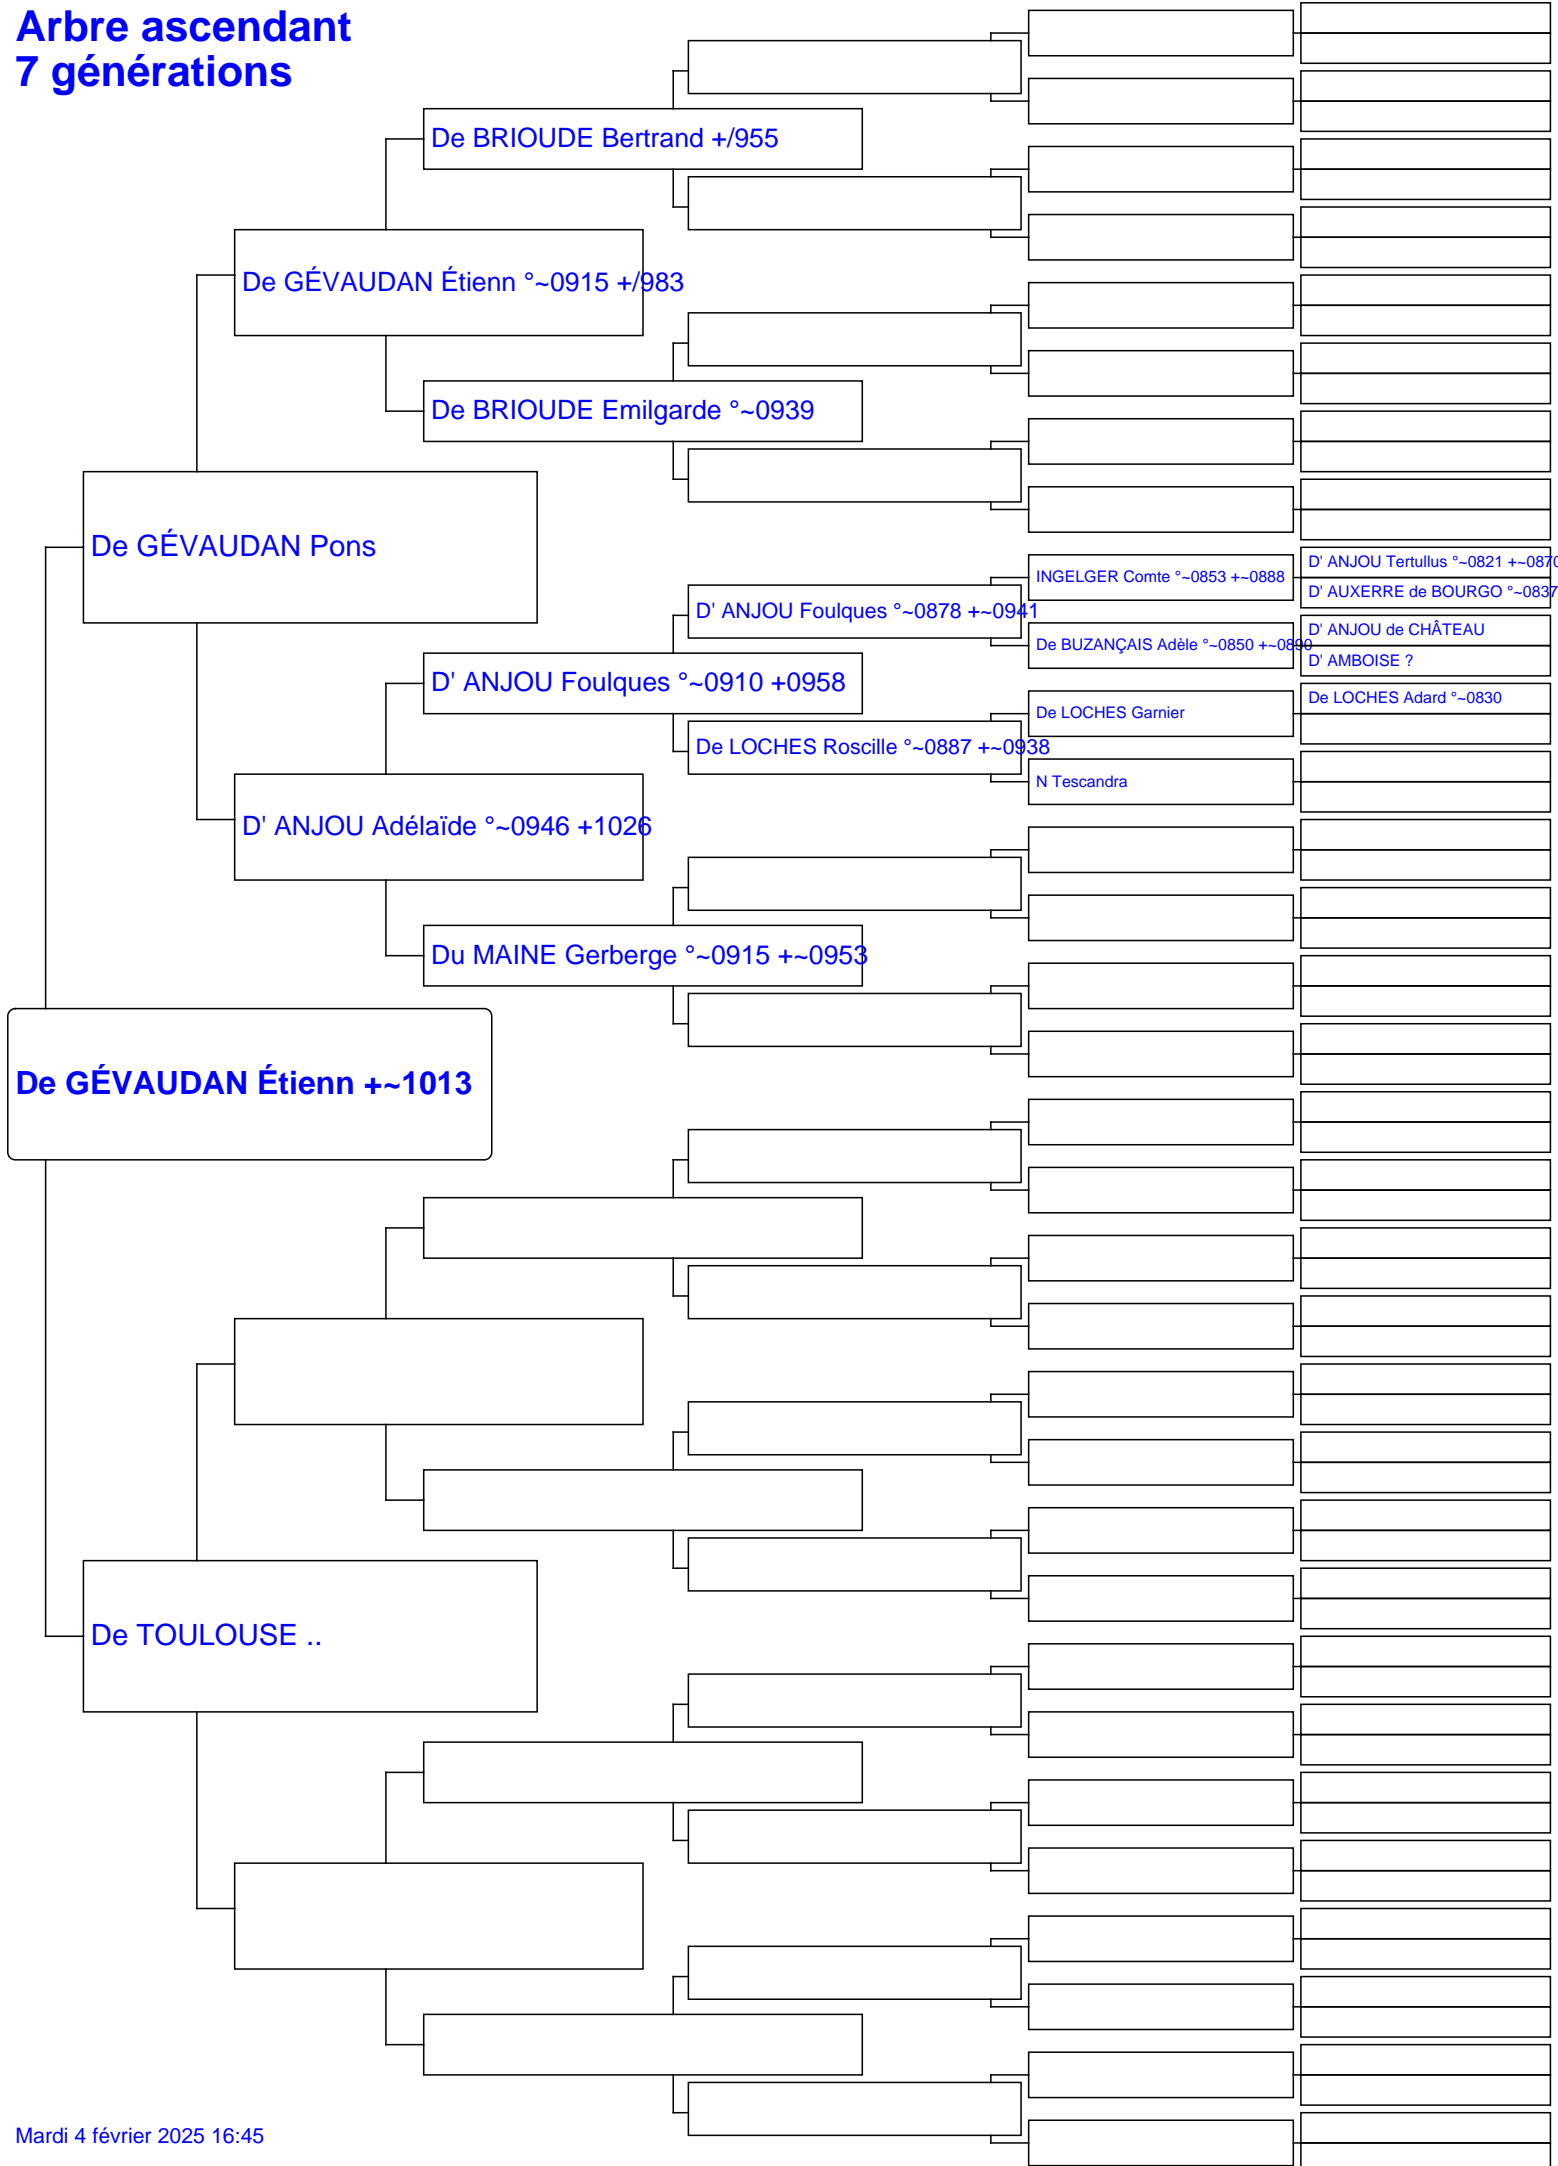 Arbre ascendant
7 générations
De BRIOUDE Bertrand +/955
De GÉVAUDAN Étienn °~0915 +/983
De BRIOUDE Emilgarde °~0939
De GÉVAUDAN Pons
D' ANJOU Tertullus °~0821 +~0870
INGELGER Comte °~0853 +~0888
D' AUXERRE de BOURGO °~0837
D' ANJOU Foulques °~0878 +~0941
D' ANJOU de CHÂTEAU
De BUZANÇAIS Adèle °~0850 +~0890
D' AMBOISE ?
D' ANJOU Foulques °~0910 +0958
De LOCHES Adard °~0830
De LOCHES Garnier
De LOCHES Roscille °~0887 +~0938
N Tescandra
D' ANJOU Adélaïde °~0946 +1026
Du MAINE Gerberge °~0915 +~0953
De GÉVAUDAN Étienn +~1013
De TOULOUSE ..
Mardi 4 février 2025 16:45